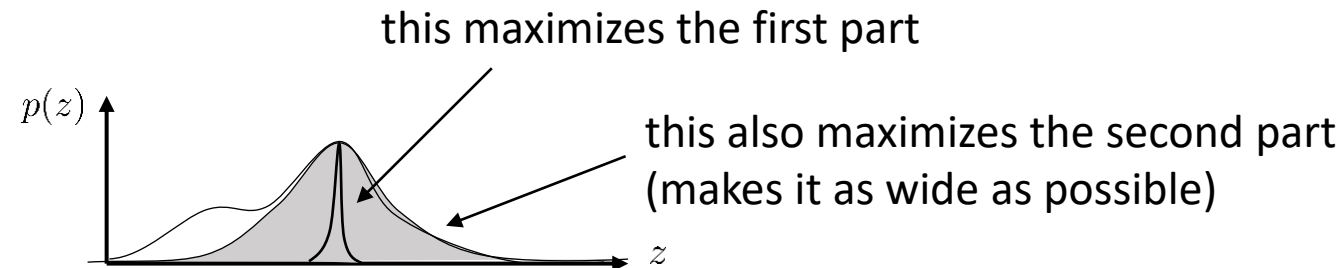 this maximizes the first part
p(z)
this also maximizes the second part
(makes it as wide as possible)
z